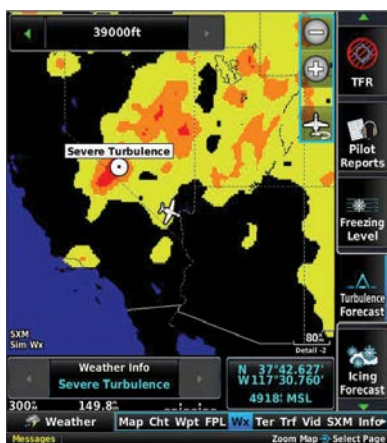 39000ft
TFR
Pilot
Reports
Severe Turbulence
Freezing
Level
Turbulence
Forecast
SXM
Sim Wx
80
Detail -2
Icing
Forecast
Weather Info
Severe Turbulence
N 37°42.627'
W117°30.760'
4918' MSL
300
149.8
Weather Map Cht Wpt FPL Wx Ter Trf Vid SXM Info
Messages
Zoom Map Select Page